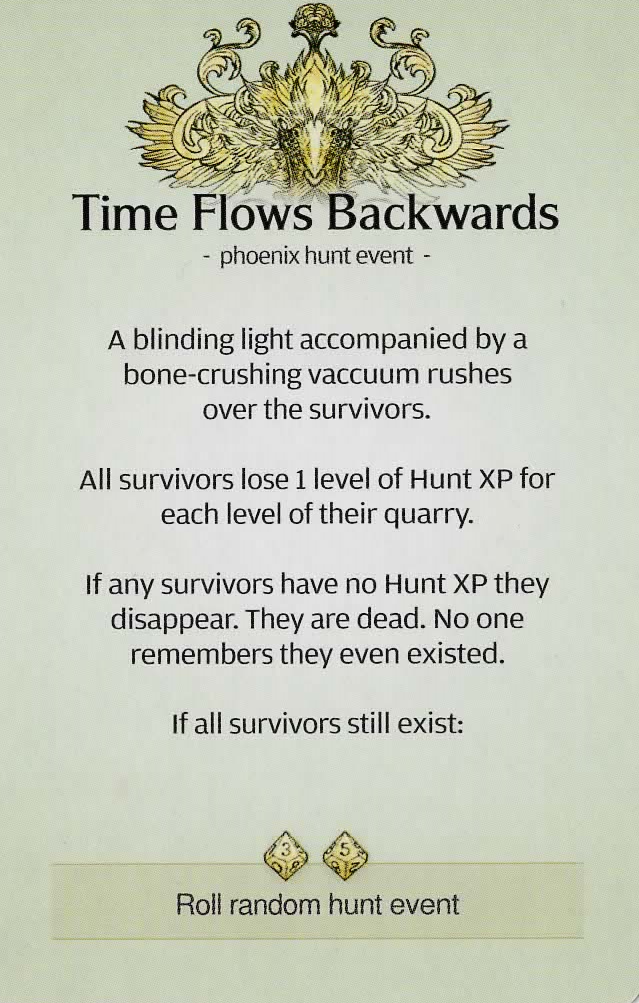 Time Flows Backwards
- phoenix hunt event -
A blinding light accompanied by a
bone-crushing vaccuum rushes
over the survivors.
All survivors lose 1 level of Hunt XP for
each level of their quarry.
If any survivors have no Hunt XP they
disappear. They are dead. No one
remembers they even existed.
If all survivors still exist:
3 5
Roll random hunt event